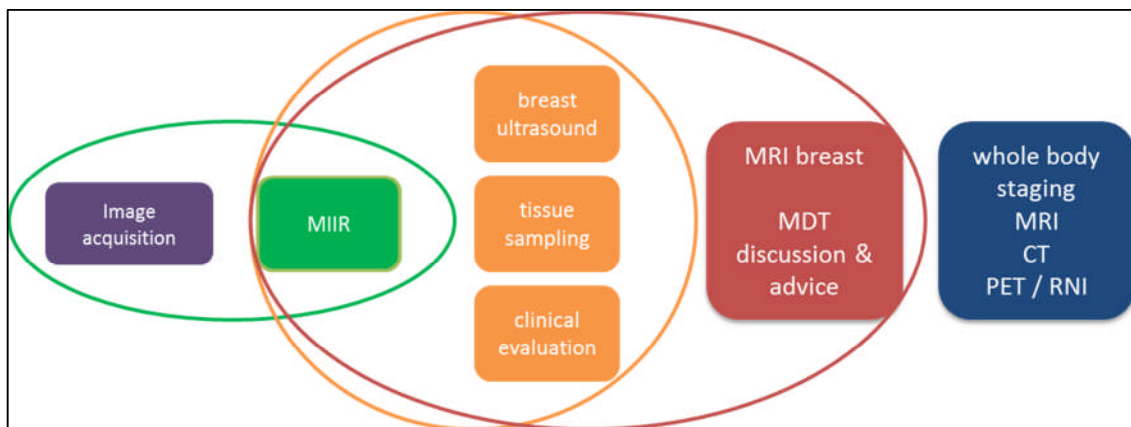 Image
acquisition
MIIR
breast
ultrasound
tissue
sampling
clinical
evaluation
MRI breast
MDT
discussion &
advice
whole body
staging
MRI
CT
PET / RNI